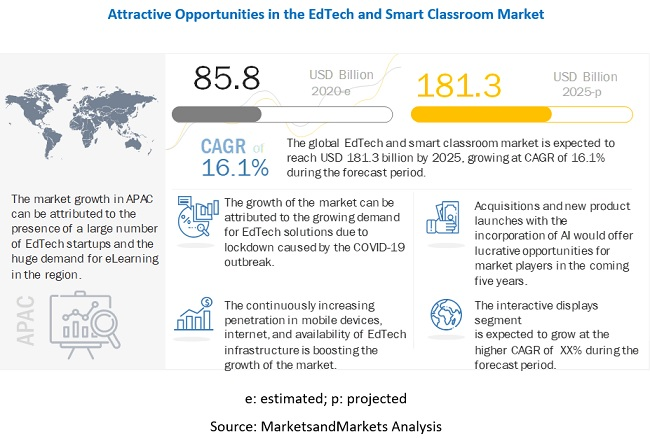 Attractive Opportunities in the EdTech and Smart Classroom Market
85.8
USD Billion
2020-e
181.3
USD Billion
2025-p
CAGR of
16.1%
The global EdTech and smart classroom market is expected to
reach USD 181.3 billion by 2025, growing at CAGR of 16.1%
during the forecast period.
The market growth in APAC
can be attributed to the
presence of a large number
of EdTech startups and the
huge demand for eLearning
in the region.
APAC
The growth of the market can be
attributed to the growing demand
for EdTech solutions due to
lockdown caused by the COVID-19
outbreak.
Acquisitions and new product
launches with the
incorporation of AI would offer
lucrative opportunities for
market players in the coming
five years.
The continuously increasing
penetration in mobile devices,
internet, and availability of EdTech
infrastructure is boosting the
growth of the market.
The interactive displays
segment
is expected to grow at the
higher CAGR of XX% during the
forecast period.
e: estimated; p: projected
Source: MarketsandMarkets Analysis